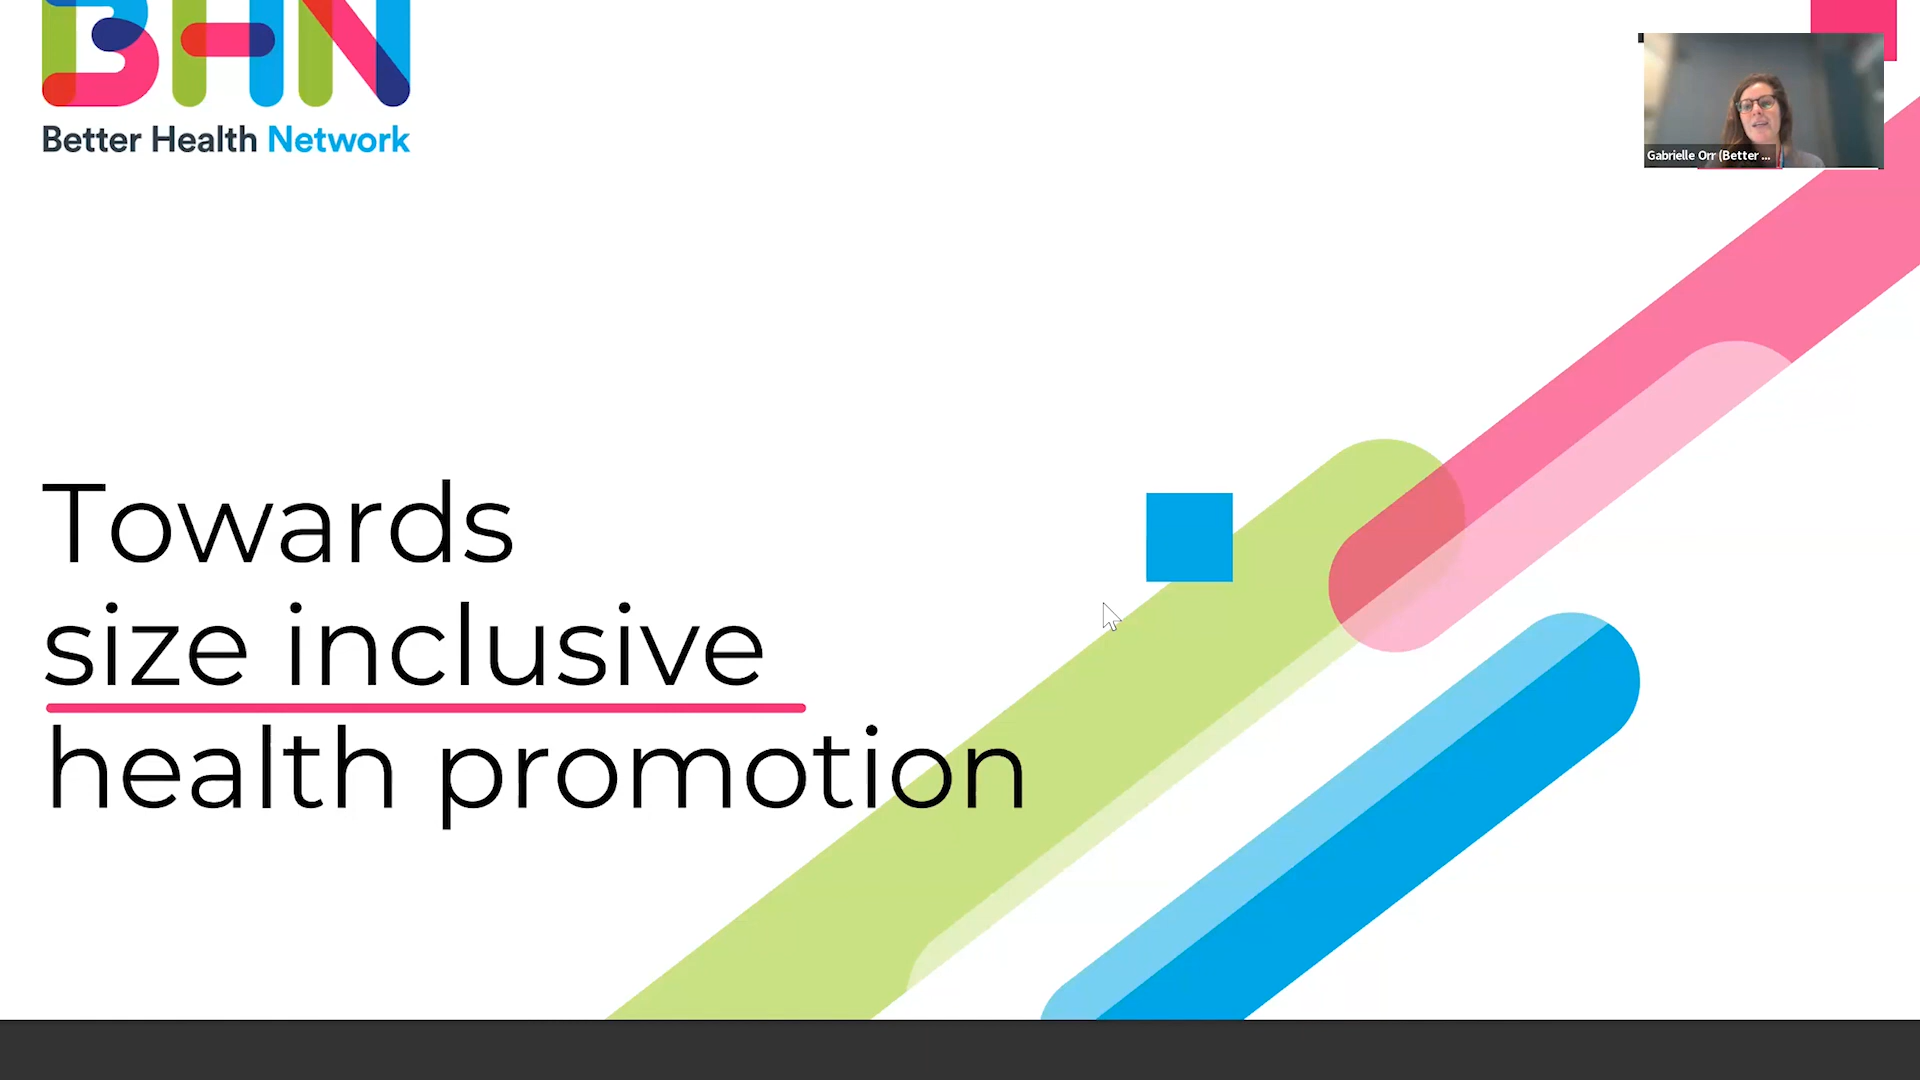 BHN
Better Health Network
Gabrielle Orr (Better ...
Towards
size inclusive
health promotion